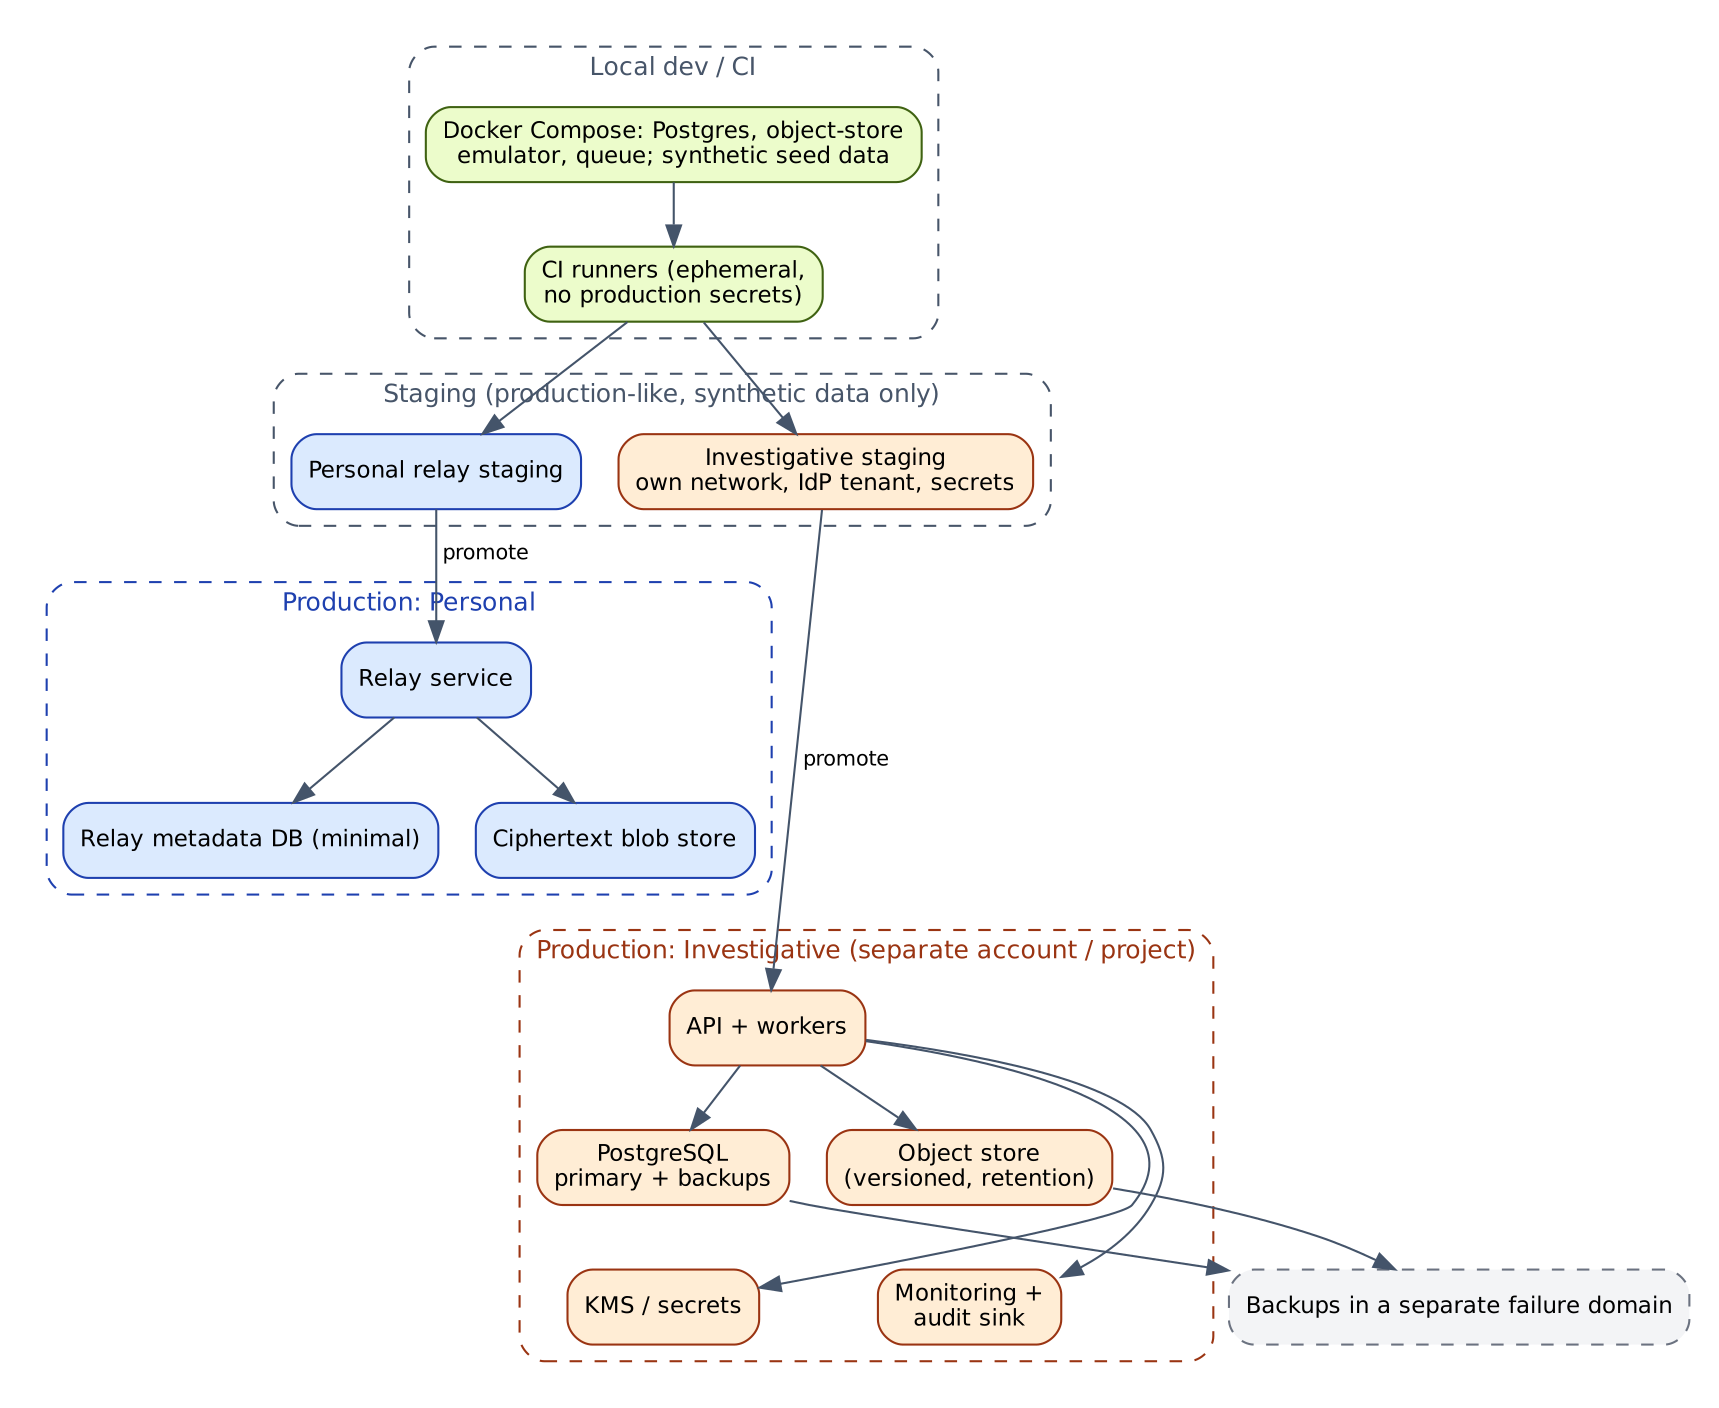 Local dev / CI
Docker Compose: Postgres, object-store
emulator, queue; synthetic seed data
CI runners (ephemeral,
no production secrets)
Staging (production-like, synthetic data only)
Personal relay staging
Investigative staging
own network, IdP tenant, secrets
promote
Production: Personal
Relay service
promote
Relay metadata DB (minimal)
Ciphertext blob store
Production: Investigative (separate account / project)
API + workers
PostgreSQL
primary + backups
Object store
(versioned, retention)
KMS / secrets
Monitoring +
audit sink
Backups in a separate failure domain